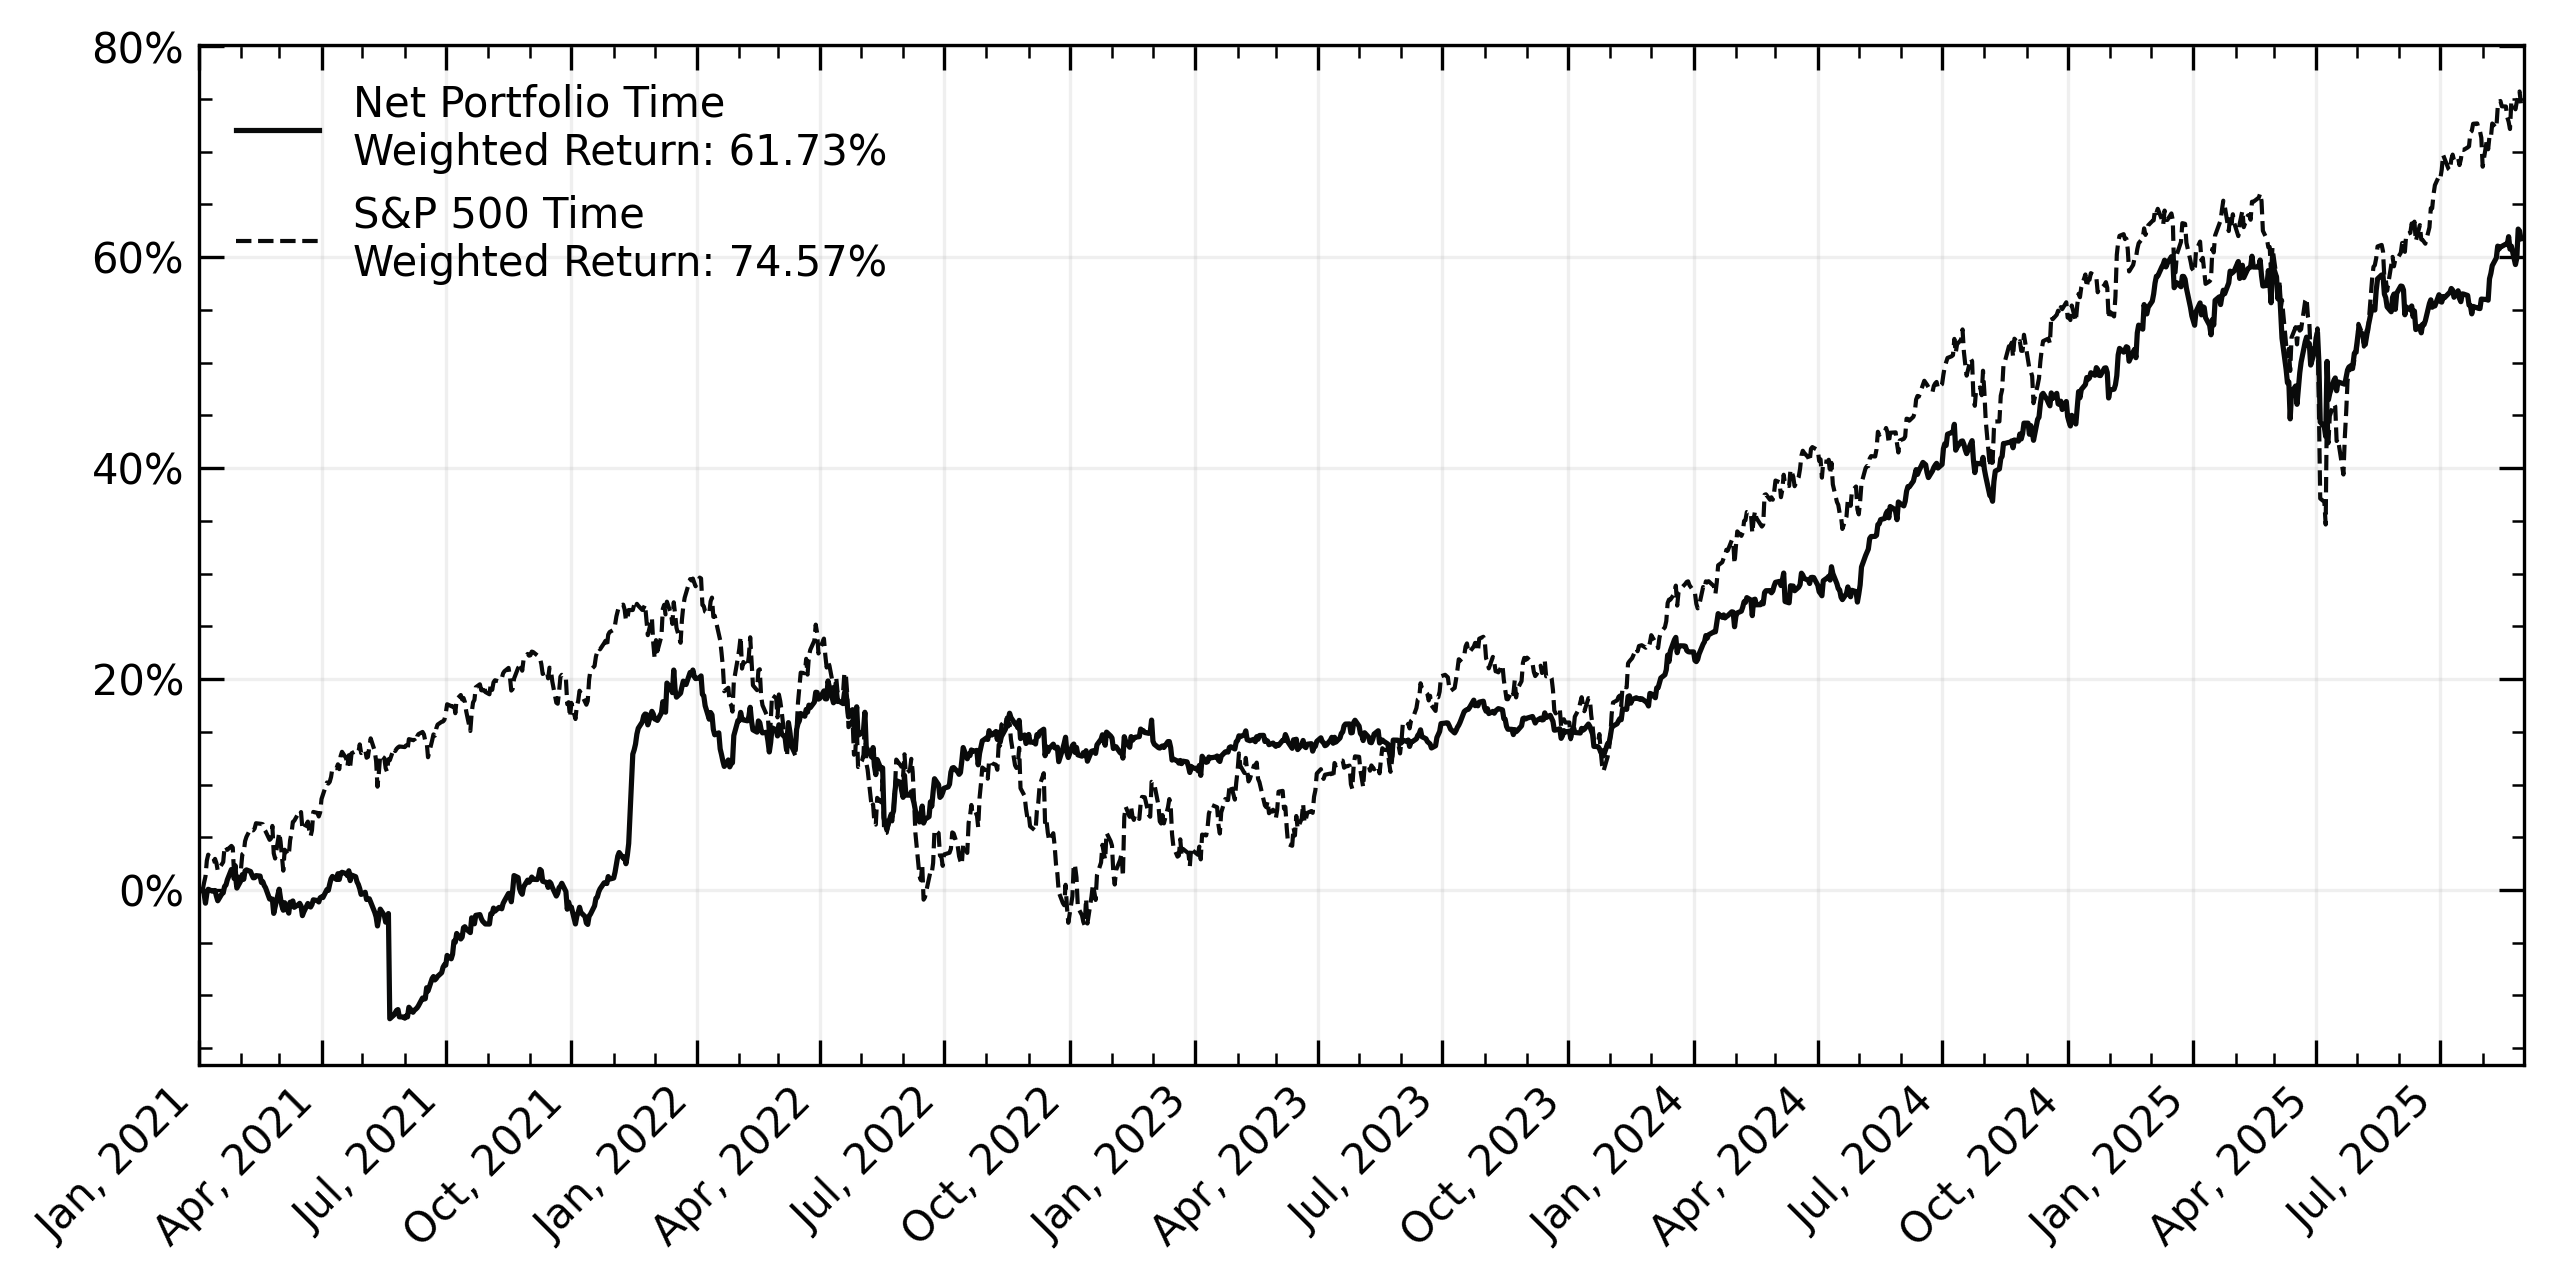 80%
60%
40%
20%
0%
Net Portfolio Time
Weighted Return: 61.73%
S&P 500 Time
Weighted Return: 74.57%
Jan, 2021
Apr, 2021
Jul, 2021
Oct, 2021
Jan, 2022
Apr, 2022
Jul, 2022
Oct, 2022
Jan, 2023
Apr, 2023
Jul, 2023
Oct, 2023
Jan, 2024
Apr, 2024
Jul, 2024
Oct, 2024
Jan, 2025
Apr, 2025
Jul, 2025